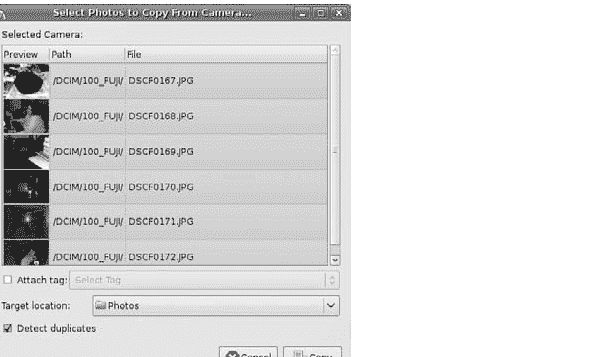 Select Photos to Copy From Camera...
Selected Camera:
Preview Path File
/DCIM/100_FUJI/ DSCF0167.JPG
/DCIM/100_FUJI/ DSCF0168.JPG
/DCIM/100_FUJI/ DSCF0169.JPG
/DCIM/100_FUJI/ DSCF0170.JPG
/DCIM/100_FUJI/ DSCF0171.JPG
/DCIM/100_FUJI/ DSCF0172.JPG
Attach tag: Select Tag
Target location: Photos
Detect duplicates
Cancel Copy